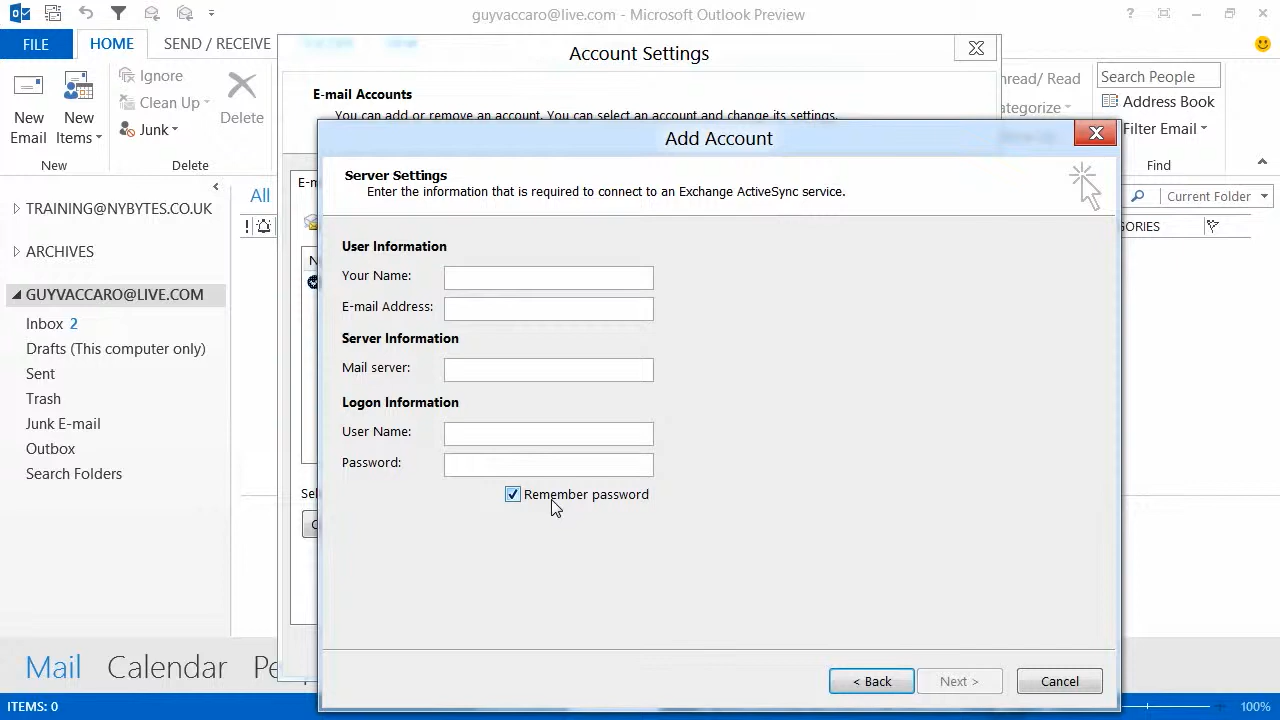 guyvaccaro@live.com - Microsoft Outlook Preview
?
FILE
HOME
SEND / RECEIVE
Account Settings
Ignore
Clean Up
Junk
New
Email
New
Items
Delete
New
Delete
E-mail Accounts
You can add or remove an account. You can select an account and change its settings.
Search People
Address Book
Filter Email
Find
Add Account
Server Settings
Enter the information that is required to connect to an Exchange ActiveSync service.
All
Current Folder
TRAINING@NYBYTES.CO.UK
ARCHIVES
GUYVACCARO@LIVE.COM
Inbox 2
Drafts (This computer only)
Sent
Trash
Junk E-mail
Outbox
Search Folders
User Information
Your Name:
E-mail Address:
Server Information
Mail server:
Logon Information
User Name:
Password:
Remember password
< Back
Next >
Cancel
Mail
Calendar
ITEMS: 0
100%